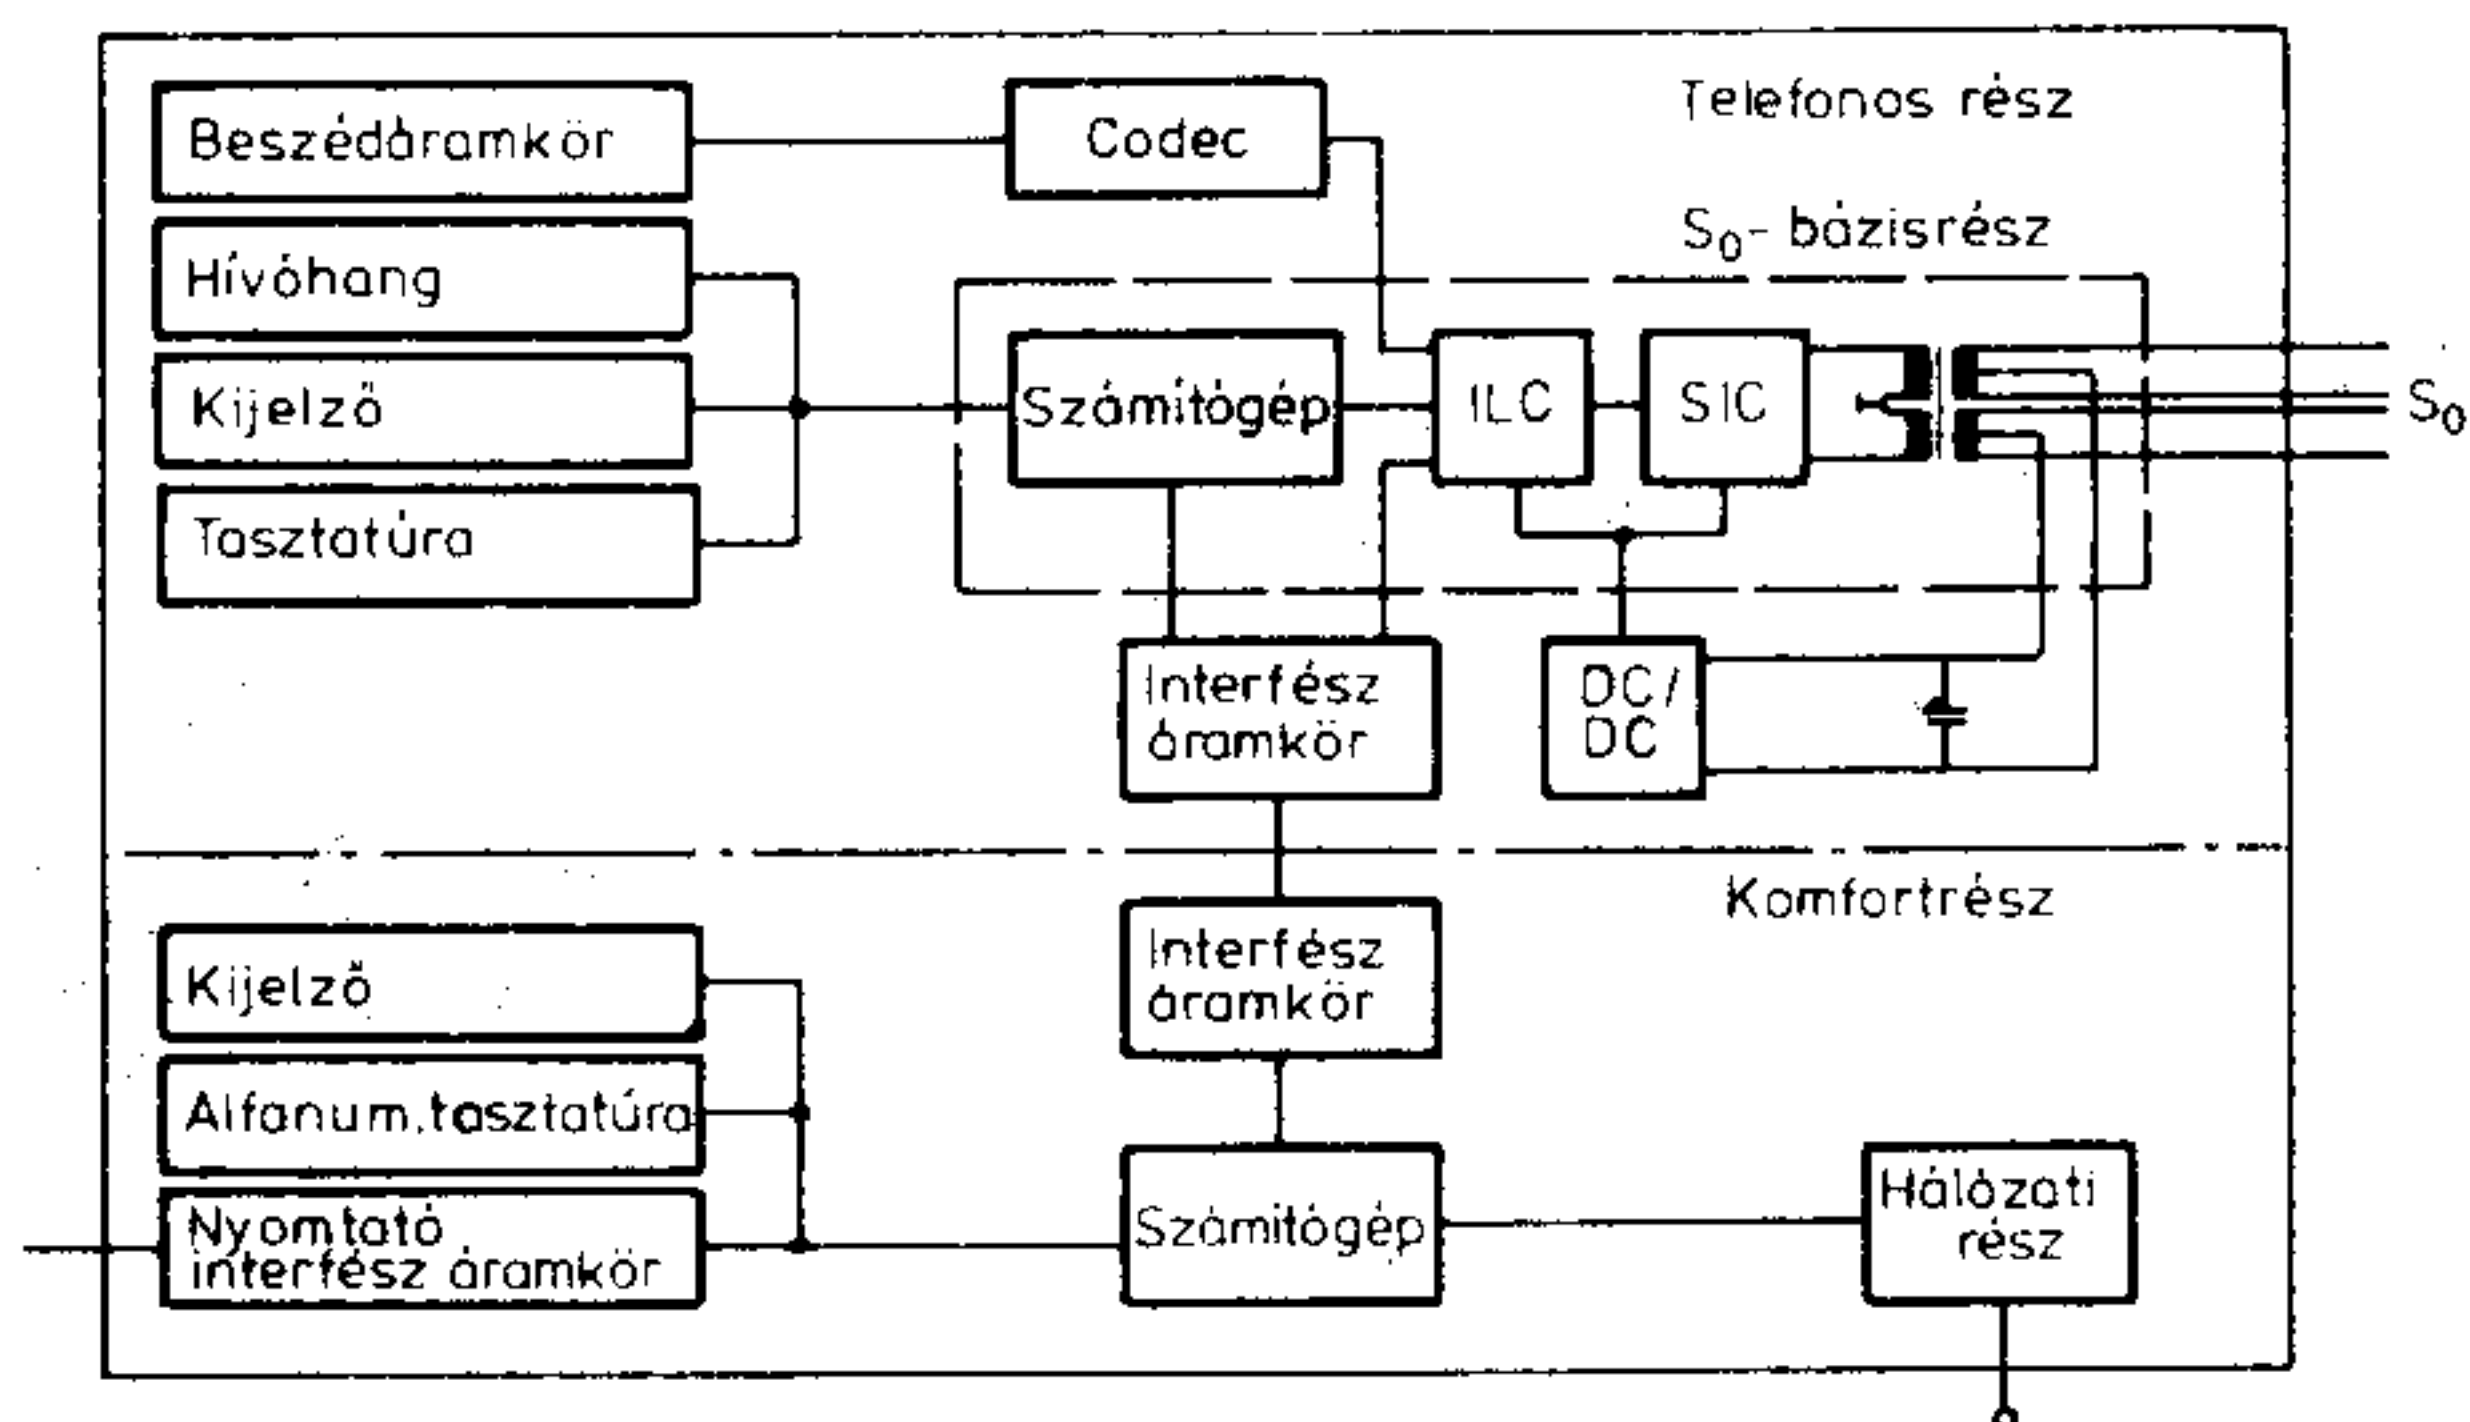 Beszédáramkör
Codec
Telefonos rész
Hívóhang
S₀- bázisrész
Kijelző
Számítógép
ILC
SIC
S₀
Tasztatúra
Interfész
áramkör
DC/
DC
Komfortrész
Kijelző
Interfész
áramkör
Alfanum.tasztatúra
Nyomtató
interfész áramkör
Számítógép
Hálózati
rész